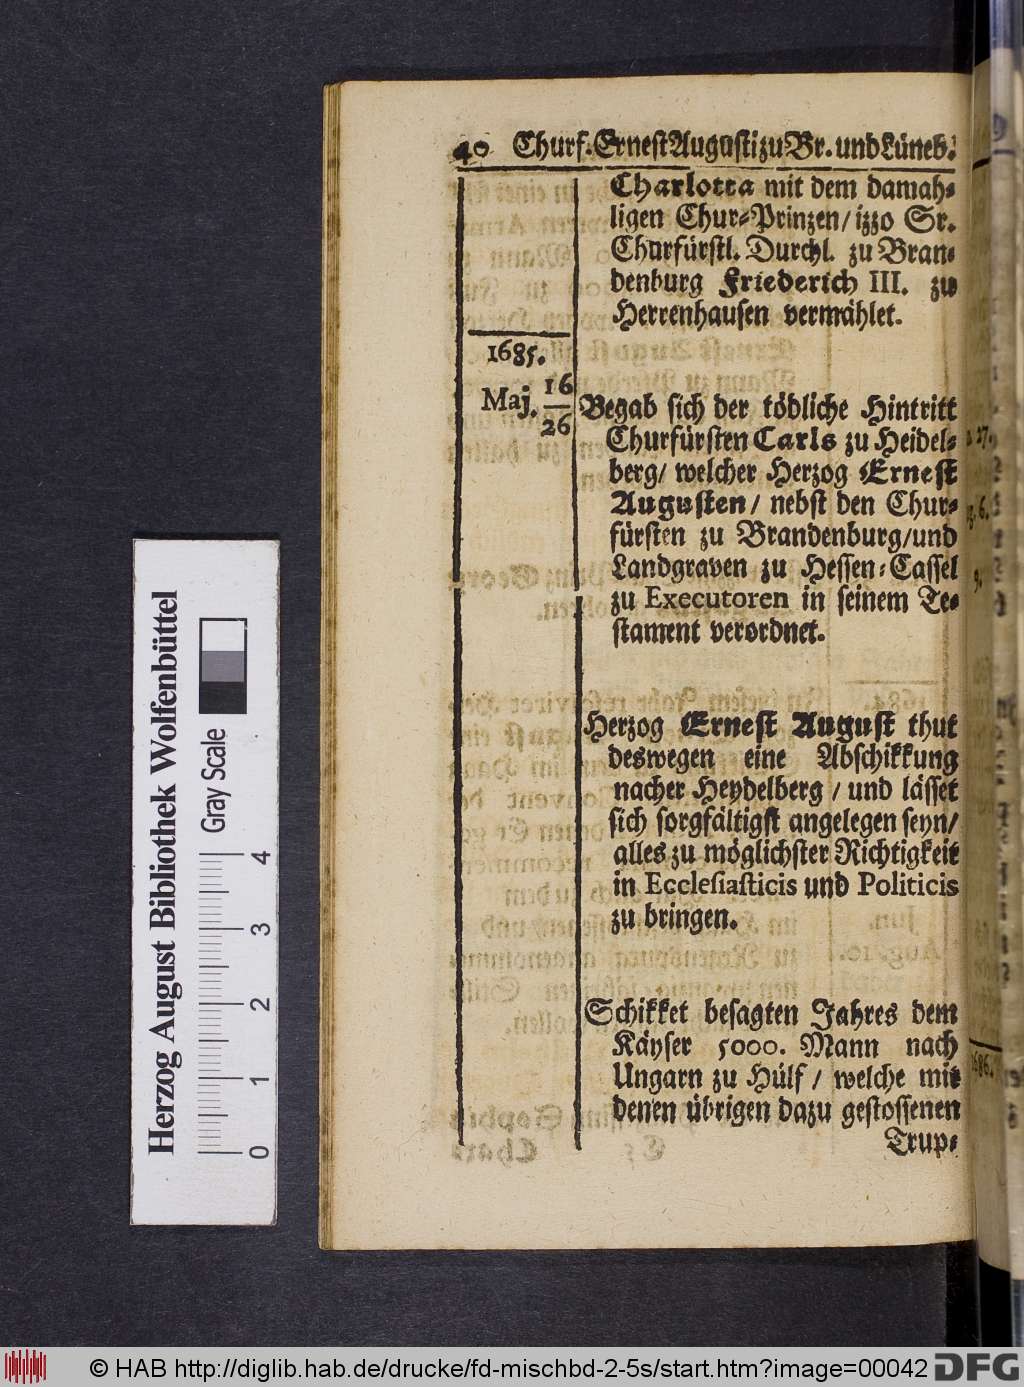 40 Churf. Ernest Augusti zu Br. und Lüneb.
Charlotta mit dem damah-
ligen Chur-Prinzen/ izzo Sr.
Churfürstl. Durchl. zu Bran-
denburg Friederich III. zu
Herrenhausen vermählet.
1685.
Maj. 16/26
Begab sich der tödliche Hintritt
Churfürsten Carls zu Heidel-
berg/ welcher Herzog Ernest
Augusten/ nebst den Chur-
fürsten zu Brandenburg/und
Landgraven zu Hessen-Cassel
zu Executoren in seinem Te-
stament verordnet.
Herzog Ernest August thut
deswegen eine Abschikkung
nacher Heydelberg / und lässet
sich sorgfältigst angelegen seyn/
alles zu möglichster Richtigkeit
in Ecclesiasticis und Politicis
zu bringen.
Schikket besagten Jahres dem
Käyser 5000. Mann nach
Ungarn zu Hülf / welche mit
denen übrigen dazu gestossenen
Trup-
Herzog August Bibliothek Wolfenbüttel
Gray Scale
0 1 2 3 4
© HAB http://diglib.hab.de/drucke/fd-mischbd-2-5s/start.htm?image=00042
DFG